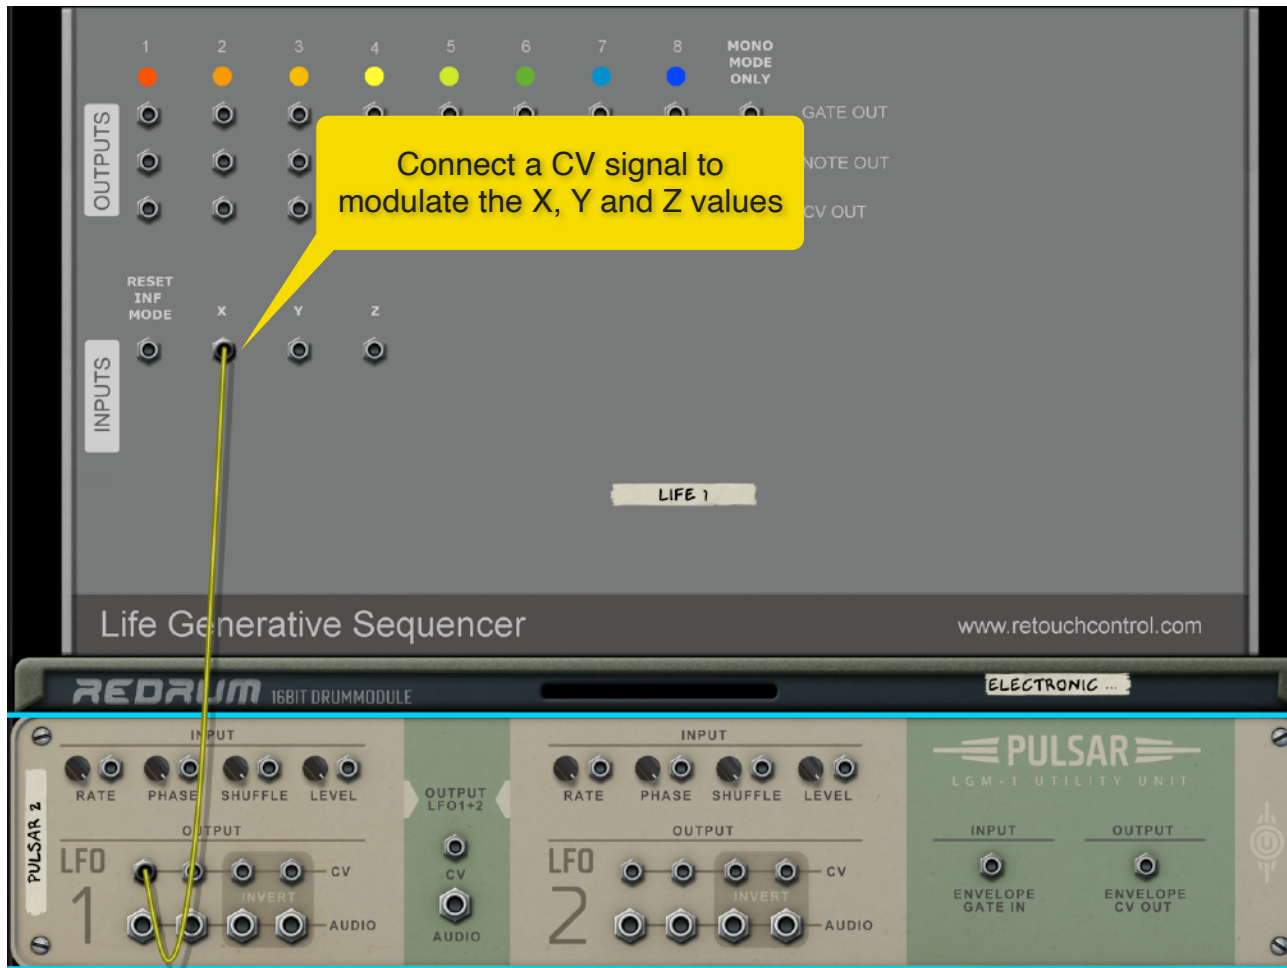 1 2 3 4 5 6 7 8 MONO MODE ONLY
OUTPUTS
GATE OUT
NOTE OUT
CV OUT
Connect a CV signal to
modulate the X, Y and Z values
RESET
INF
MODE
X Y Z
INPUTS
LIFE 1
Life Generative Sequencer
www.retouchcontrol.com
REDRUM 16BIT DRUMMODULE
ELECTRONIC ...
PULSAR 2
INPUT
RATE PHASE SHUFFLE LEVEL
OUTPUT
LFO
1
CV
INVERT
AUDIO
OUTPUT
LFO1+2
CV
AUDIO
INPUT
RATE PHASE SHUFFLE LEVEL
OUTPUT
LFO
2
CV
INVERT
AUDIO
PULSAR
LGM-1 UTILITY UNIT
INPUT
ENVELOPE
GATE IN
OUTPUT
ENVELOPE
CV OUT
U